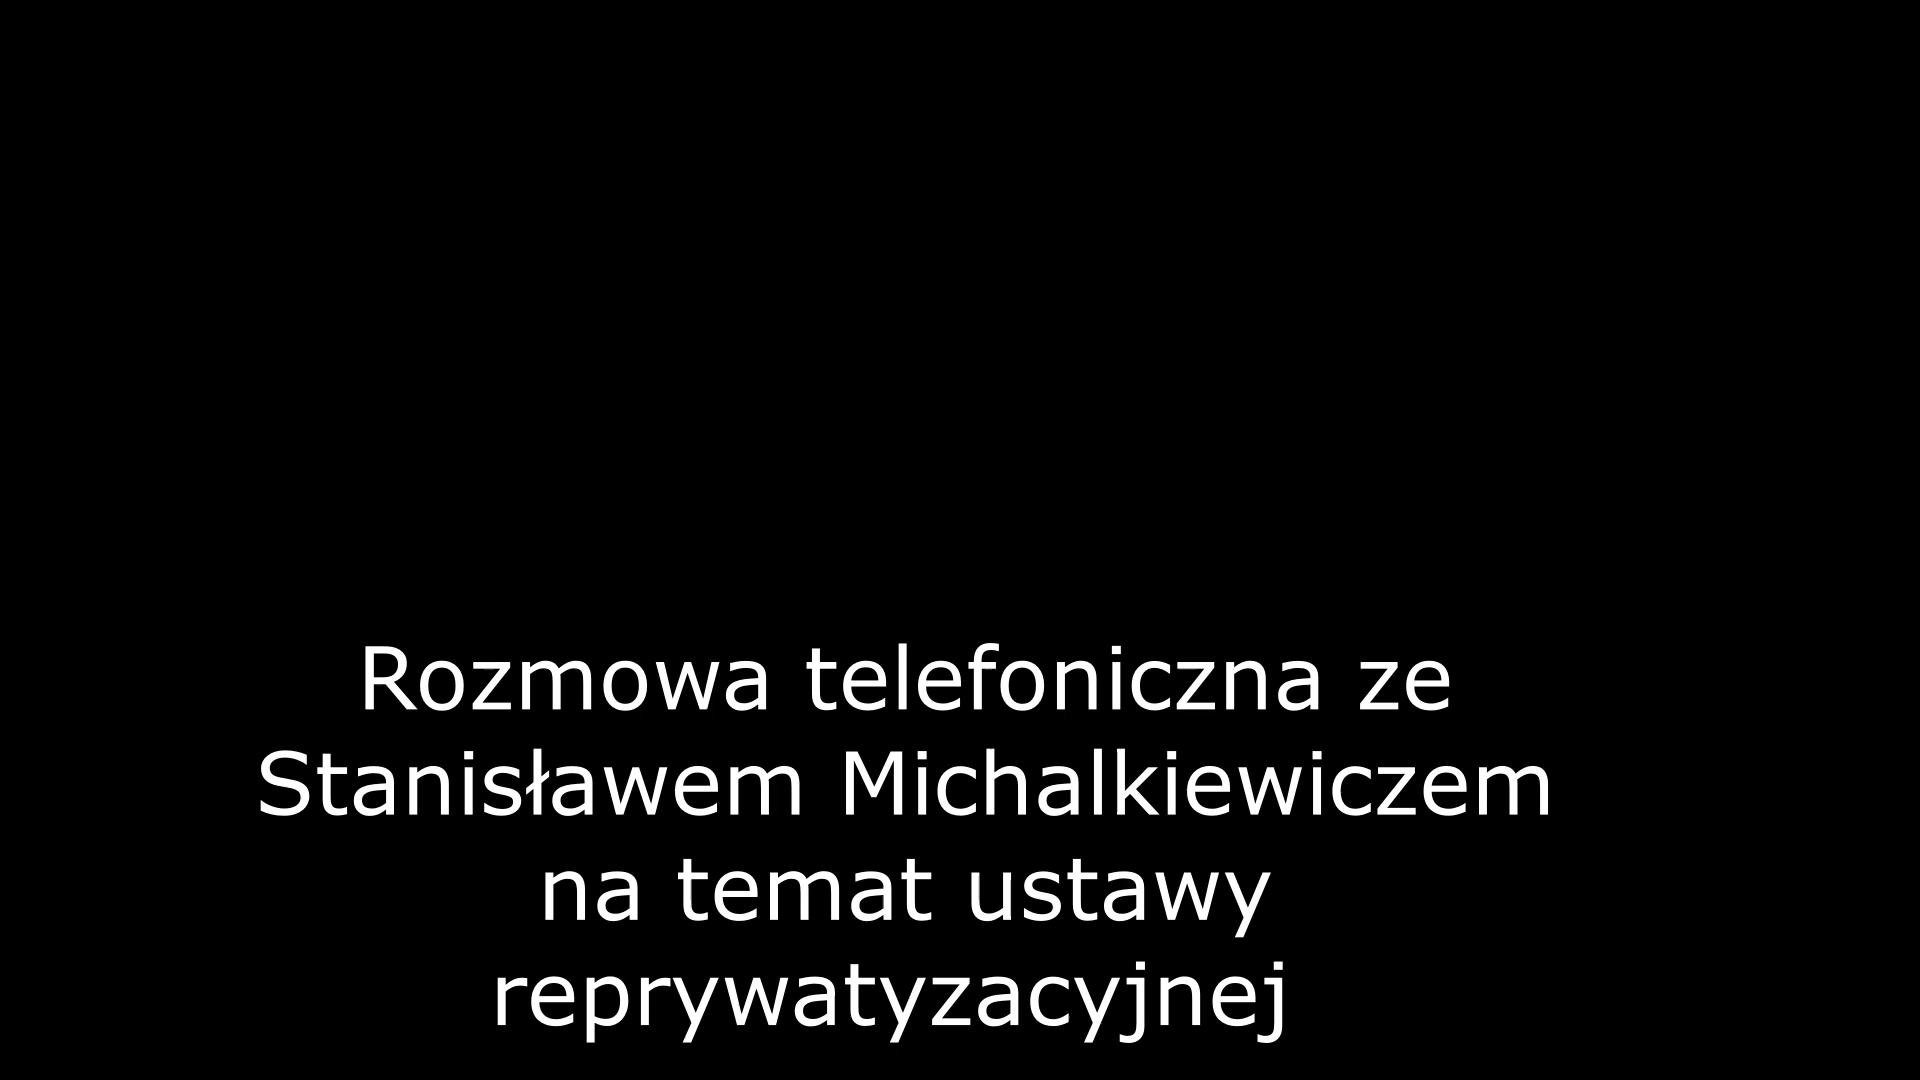 Rozmowa telefoniczna ze
Stanisławem Michalkiewiczem
na temat ustawy
reprywatyzacyjnej